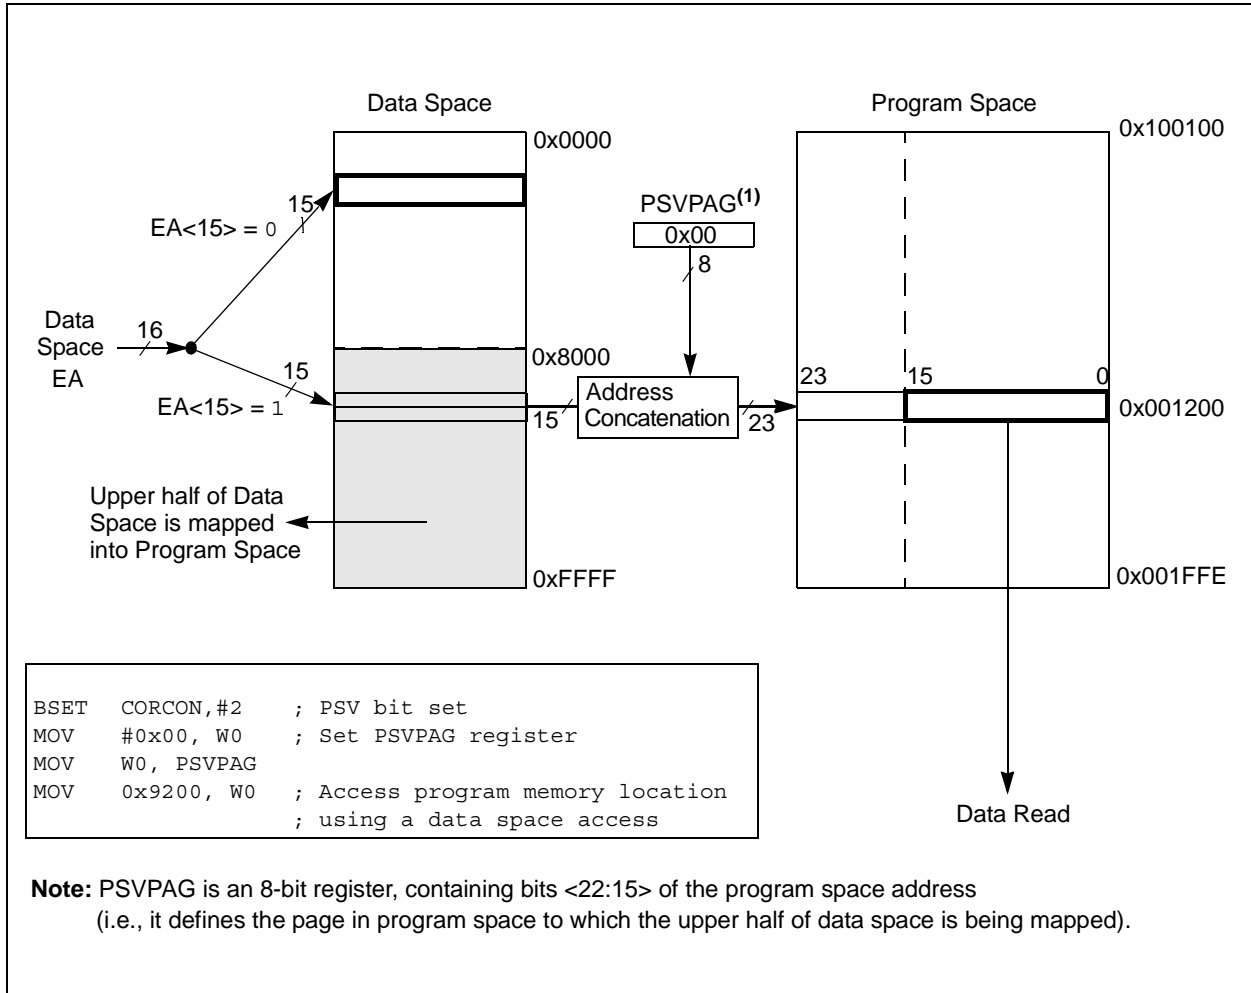 Data Space
Program Space
0x0000
0x100100
15
PSVPAG(1)
EA<15> = 0
0x00
8
Data
Space
EA
16
0x8000
15
EA<15> = 1
15
Address
Concatenation
23
23
15
0
0x001200
Upper half of Data
Space is mapped
into Program Space
0xFFFF
0x001FFE
BSET CORCON,#2 ; PSV bit set
MOV #0x00, W0 ; Set PSVPAG register
MOV W0, PSVPAG
MOV 0x9200, W0 ; Access program memory location
; using a data space access
Data Read
Note: PSVPAG is an 8-bit register, containing bits <22:15> of the program space address
(i.e., it defines the page in program space to which the upper half of data space is being mapped).